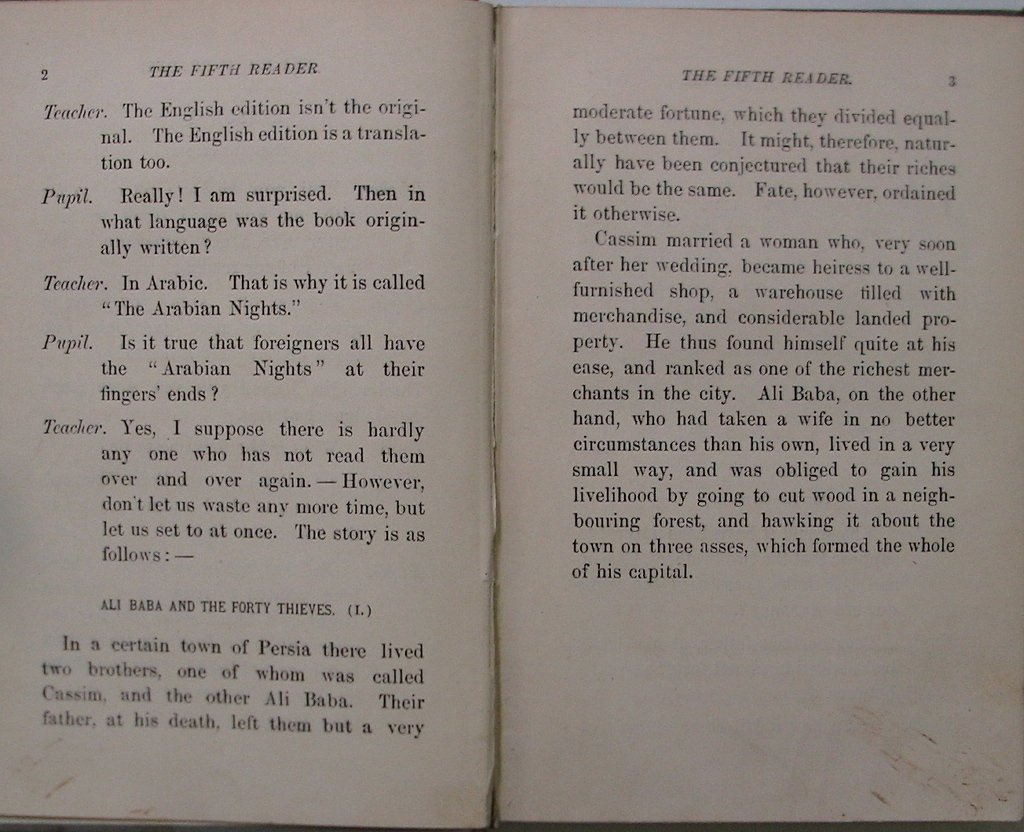 2
THE FIFTH READER
Teacher. The English edition isn't the origi-
nal. The English edition is a transla-
tion too.
Pupil. Really! I am surprised. Then in
what language was the book origin-
ally written?
Teacher. In Arabic. That is why it is called
"The Arabian Nights."
Pupil. Is it true that foreigners all have
the "Arabian Nights" at their
fingers' ends?
Teacher. Yes, I suppose there is hardly
any one who has not read them
over and over again. — However,
don't let us waste any more time, but
let us set to at once. The story is as
follows: —
ALI BABA AND THE FORTY THIEVES. (I.)
In a certain town of Persia there lived
two brothers, one of whom was called
Cassim, and the other Ali Baba. Their
father, at his death, left them but a very
THE FIFTH READER.
3
moderate fortune, which they divided equal-
ly between them. It might, therefore, natur-
ally have been conjectured that their riches
would be the same. Fate, however, ordained
it otherwise.
Cassim married a woman who, very soon
after her wedding, became heiress to a well-
furnished shop, a warehouse filled with
merchandise, and considerable landed pro-
perty. He thus found himself quite at his
ease, and ranked as one of the richest mer-
chants in the city. Ali Baba, on the other
hand, who had taken a wife in no better
circumstances than his own, lived in a very
small way, and was obliged to gain his
livelihood by going to cut wood in a neigh-
bouring forest, and hawking it about the
town on three asses, which formed the whole
of his capital.